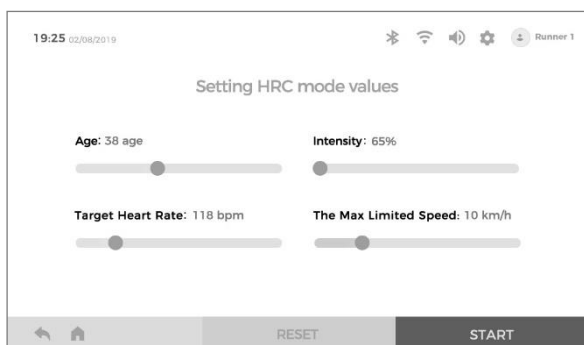 19:25 02/08/2019 Runner 1
Setting HRC mode values
Age: 38 age Intensity: 65%
Target Heart Rate: 118 bpm The Max Limited Speed: 10 km/h
RESET START